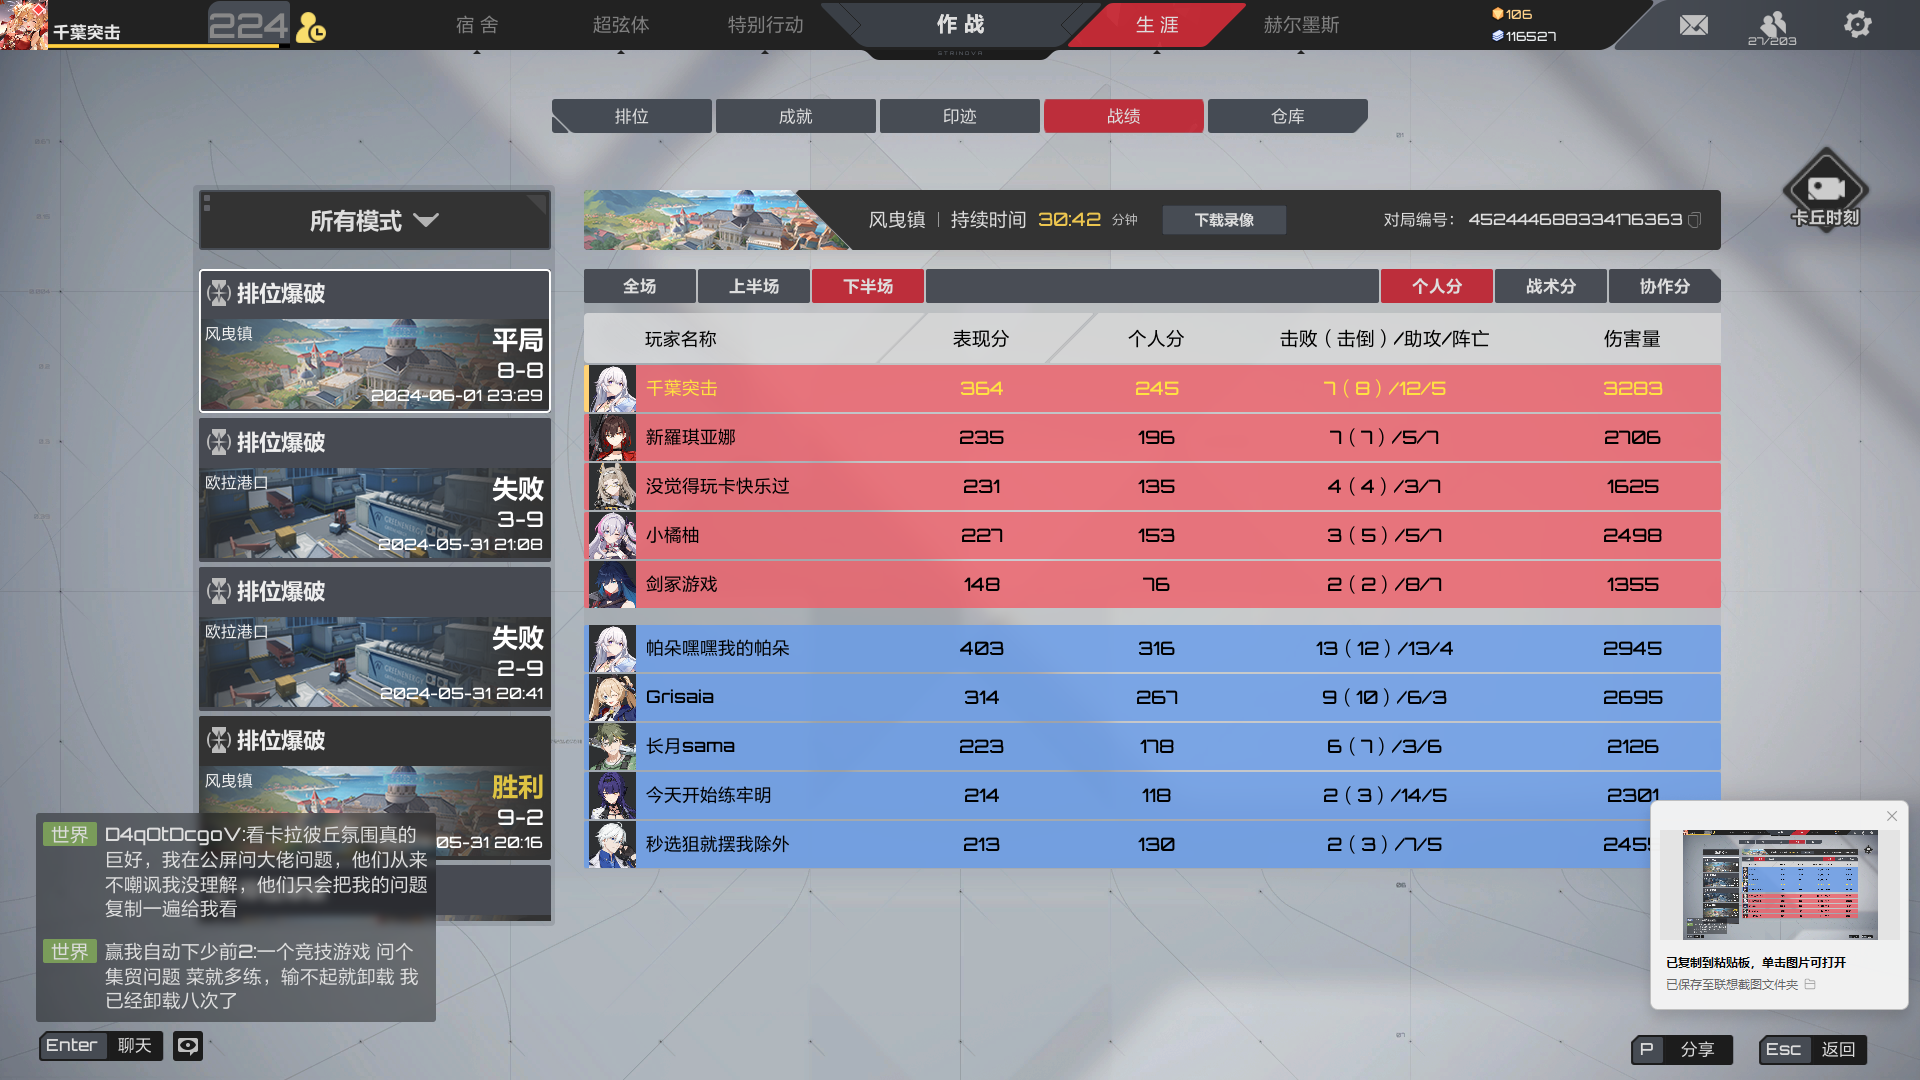 千葉突击
224
宿舍
超弦体
特别行动
作战
STRINOVA
生涯
赫尔墨斯
106
116527
27/203
排位
成就
印迹
战绩
仓库
卡丘时刻
所有模式
风曳镇
持续时间 30:42 分钟
下载录像
对局编号： 452444688334176363
全场
上半场
下半场
个人分
战术分
协作分
玩家名称 表现分 个人分 击败（击倒）/助攻/阵亡 伤害量
千葉突击 364 245 7（8）/12/5 3283
新羅琪亚娜 235 196 7（7）/5/7 2706
没觉得玩卡快乐过 231 135 4（4）/3/7 1625
小橘柚 227 153 3（5）/5/7 2498
剑冢游戏 148 76 2（2）/8/7 1355
帕朵嘿嘿我的帕朵 403 316 13（12）/13/4 2945
Grisaia 314 267 9（10）/6/3 2695
长月sama 223 178 6（7）/3/6 2126
今天开始练牢明 214 118 2（3）/14/5 2301
秒选狙就摆我除外 213 130 2（3）/7/5 2455
排位爆破
风曳镇
平局
8-8
2024-06-01 23:29
排位爆破
欧拉港口
失败
3-9
2024-05-31 21:08
排位爆破
欧拉港口
失败
2-9
2024-05-31 20:41
排位爆破
风曳镇
胜利
9-2
05-31 20:16
世界 D4qOtDcgoV:看卡拉彼丘氛围真的
巨好，我在公屏问大佬问题，他们从来
不嘲讽我没理解，他们只会把我的问题
复制一遍给我看
世界 赢我自动下少前2:一个竞技游戏 问个
集贸问题 菜就多练，输不起就卸载 我
已经卸载八次了
Enter 聊天
已复制到粘贴板，单击图片可打开
已保存至联想截图文件夹
P 分享
Esc 返回